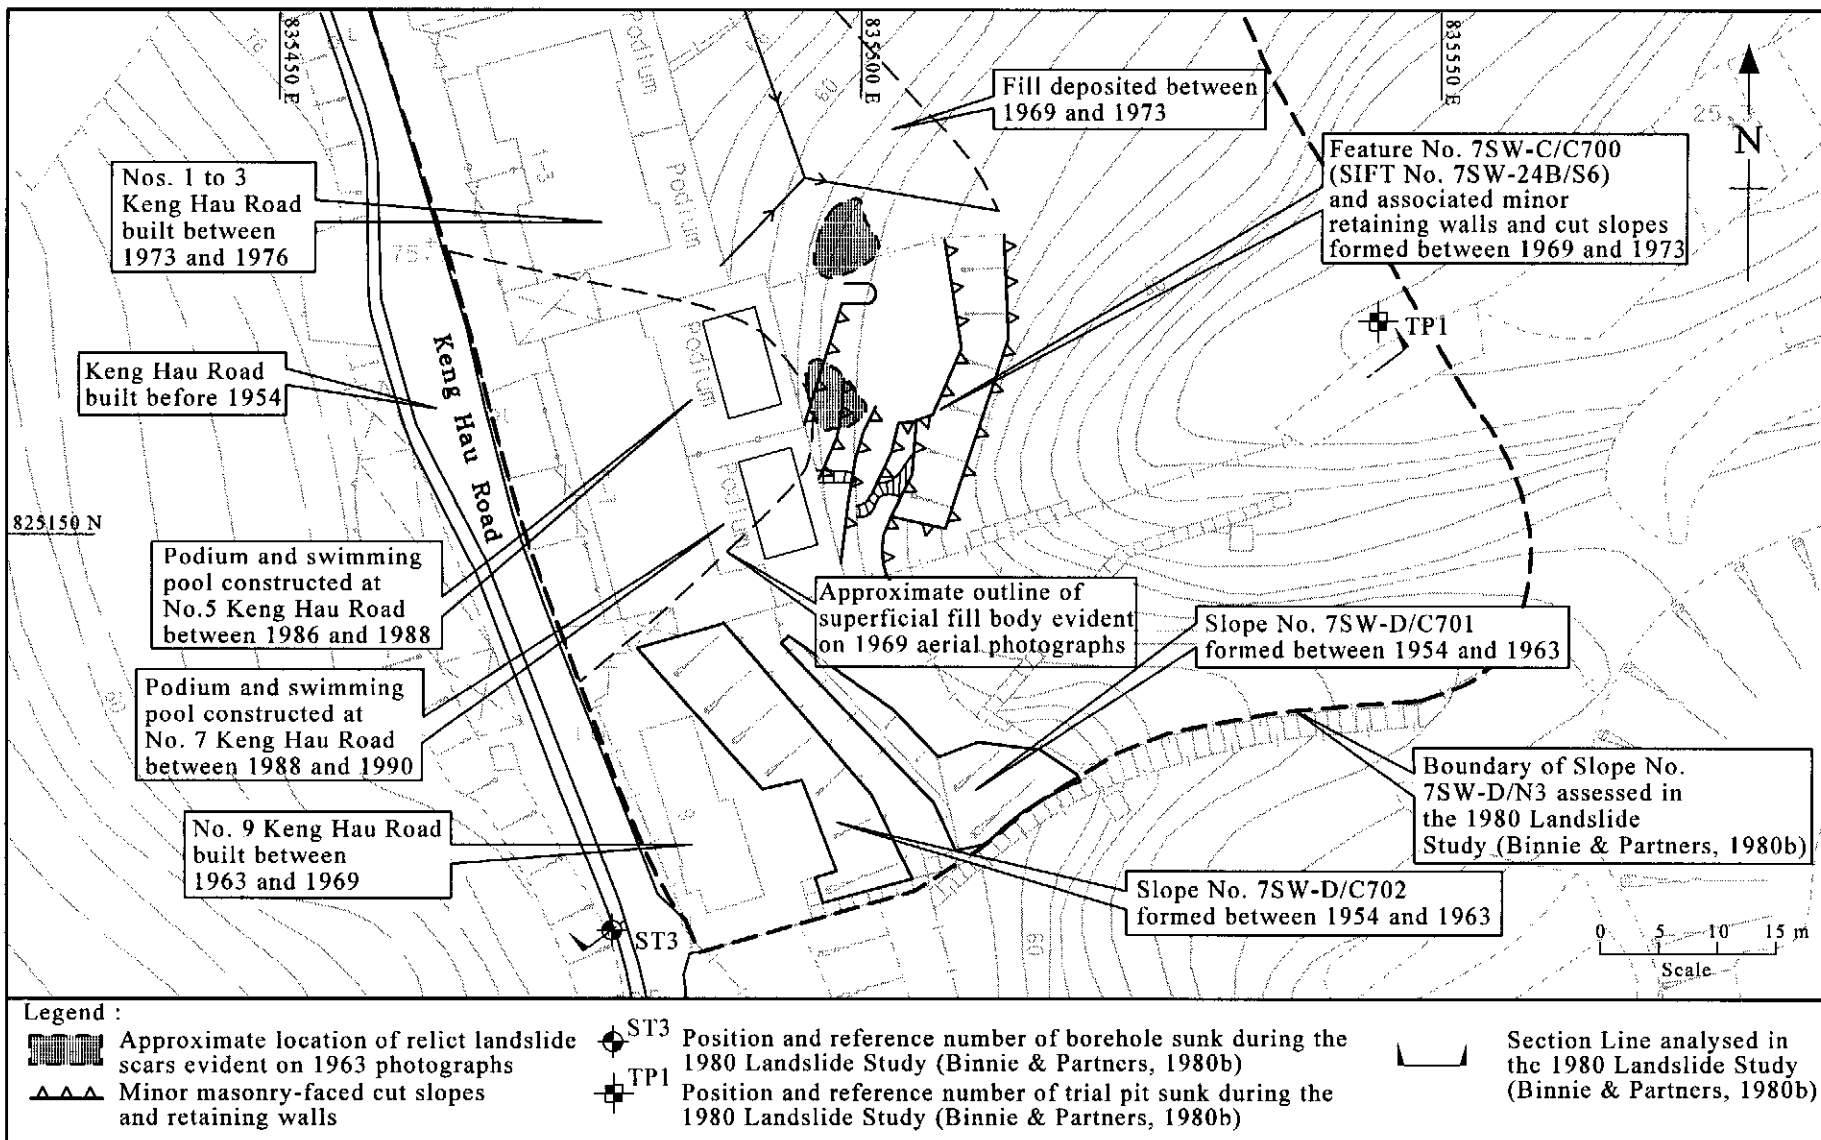 835450 E
835500 E
835550 E
Podium
Fill deposited between
1969 and 1973
25.3
N
Feature No. 7SW-C/C700
(SIFT No. 7SW-24B/S6)
and associated minor
retaining walls and cut slopes
formed between 1969 and 1973
Nos. 1 to 3
Keng Hau Road
built between
1973 and 1976
1-3
Podium
75
TP1
Keng Hau Road
built before 1954
Keng Hau Road
Podium
5
Podium
825150 N
Podium and swimming
pool constructed at
No.5 Keng Hau Road
between 1986 and 1988
Approximate outline of
superficial fill body evident
on 1969 aerial photographs
Slope No. 7SW-D/C701
formed between 1954 and 1963
Podium and swimming
pool constructed at
No. 7 Keng Hau Road
between 1988 and 1990
Boundary of Slope No.
7SW-D/N3 assessed in
the 1980 Landslide
Study (Binnie & Partners, 1980b)
No. 9 Keng Hau Road
built between
1963 and 1969
9
Slope No. 7SW-D/C702
formed between 1954 and 1963
ST3
60
0 5 10 15 m
Scale
Legend :
Approximate location of relict landslide
scars evident on 1963 photographs
Minor masonry-faced cut slopes
and retaining walls
ST3
Position and reference number of borehole sunk during the
1980 Landslide Study (Binnie & Partners, 1980b)
TP1
Position and reference number of trial pit sunk during the
1980 Landslide Study (Binnie & Partners, 1980b)
Section Line analysed in
the 1980 Landslide Study
(Binnie & Partners, 1980b)